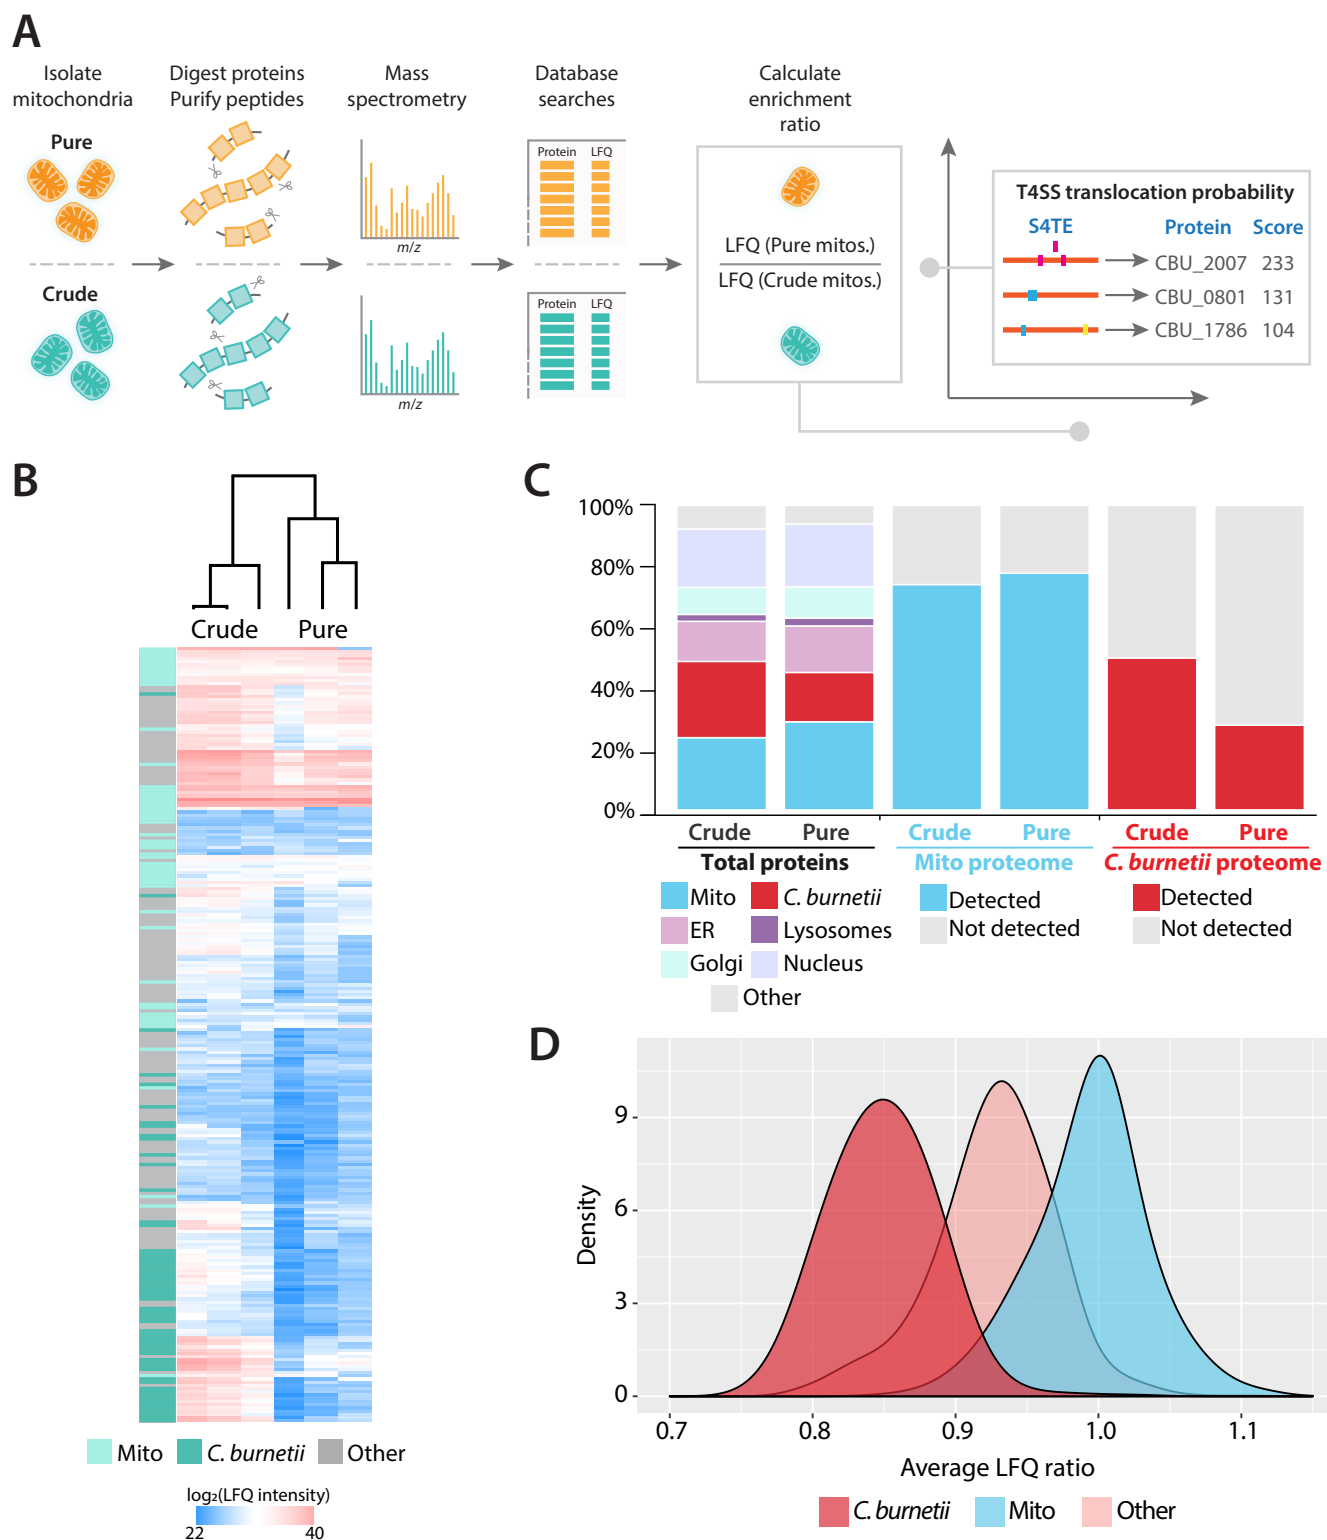 A
Isolate
mitochondria
Digest proteins
Purify peptides
Mass
spectrometry
Database
searches
Calculate
enrichment
ratio
Pure
m/z
Protein LFQ
Crude
m/z
Protein LFQ
LFQ (Pure mitos.)
LFQ (Crude mitos.)
T4SS translocation probability
S4TE Protein Score
CBU_2007 233
CBU_0801 131
CBU_1786 104
B
Crude Pure
Mito C. burnetii Other
log₂(LFQ intensity)
22 40
C
100%
80%
60%
40%
20%
0%
Crude Pure Crude Pure Crude Pure
Total proteins Mito proteome C. burnetii proteome
Mito C. burnetii
ER Lysosomes
Golgi Nucleus
Other
Detected
Not detected
Detected
Not detected
D
Density
9
6
3
0
0.7 0.8 0.9 1.0 1.1
Average LFQ ratio
C. burnetii Mito Other